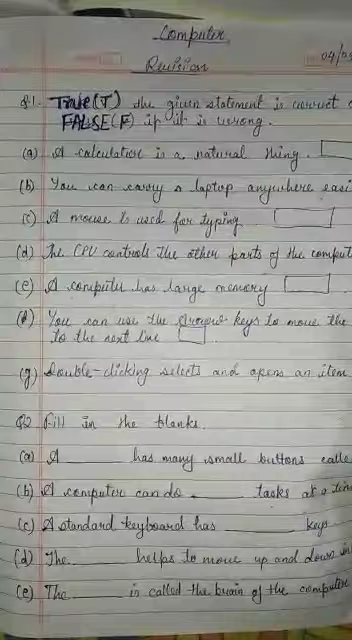 Computer
04/0
Revision
Q1. True(T) the given statement is correct
FALSE(F) if it is wrong.
(a) A calculator is a natural thing.
(b) You can carry a laptop anywhere easi
(c) A mouse is used for typing
(d) The CPU controls the other parts of the comput
(e) A computer has large memory
(f) You can use the keys to move the
to the next line
(g) Double-clicking selects and opens an item
Q2 Fill in the blanks.
(a) A ______ has many small buttons calle
(b) A computer can do ______ tasks at a tim
(c) A standard keyboard has ______ keys
(d) The ______ helps to move up and down in
(e) The ______ is called the brain of the computer